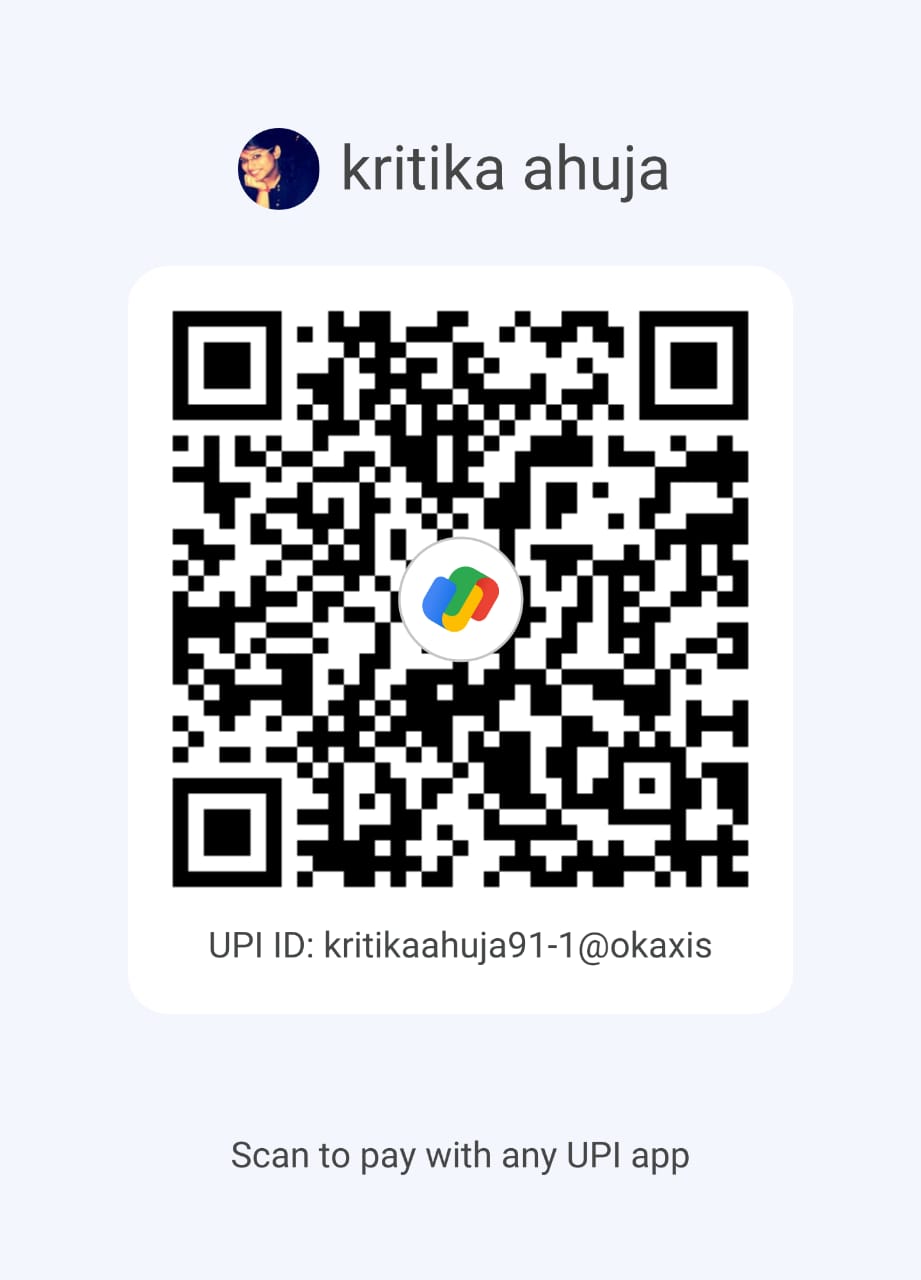 kritika ahuja
UPI ID: kritikaahuja91-1@okaxis
Scan to pay with any UPI app